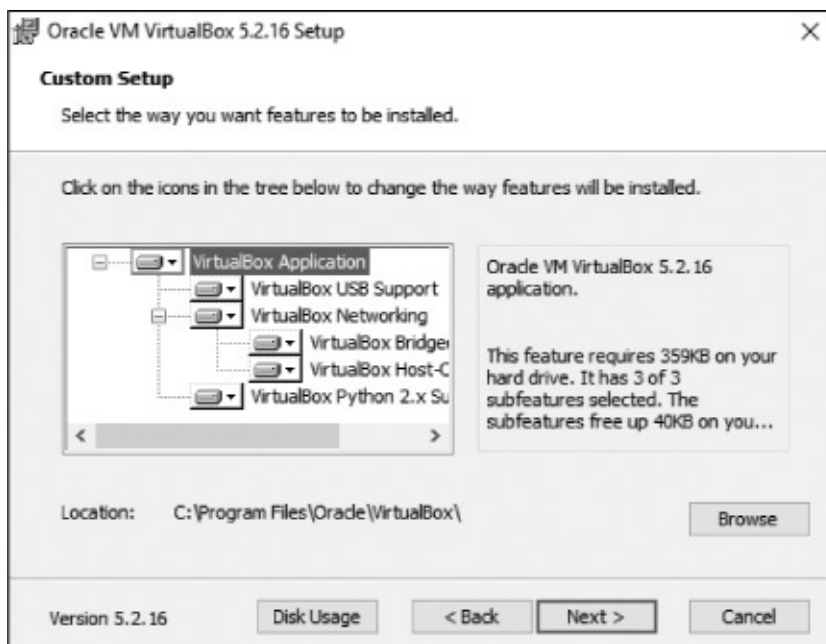 Oracle VM VirtualBox 5.2.16 Setup
Custom Setup
Select the way you want features to be installed.
Click on the icons in the tree below to change the way features will be installed.
VirtualBox Application
VirtualBox USB Support
VirtualBox Networking
VirtualBox Bridge
VirtualBox Host-O
VirtualBox Python 2.x Su
Oracle VM VirtualBox 5.2.16
application.
This feature requires 359KB on your
hard drive. It has 3 of 3
subfeatures selected. The
subfeatures free up 40KB on you...
Location: C:\Program Files\Oracle\VirtualBox\
Browse
Version 5.2.16 Disk Usage < Back Next > Cancel